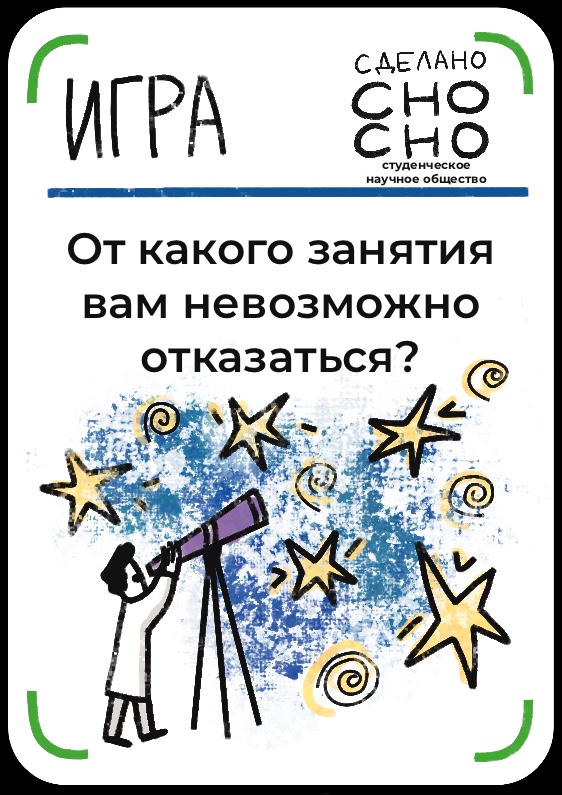 ИГРА
СДЕЛАНО
СНО
СНО
студенческое
научное общество
От какого занятия
вам невозможно
отказаться?